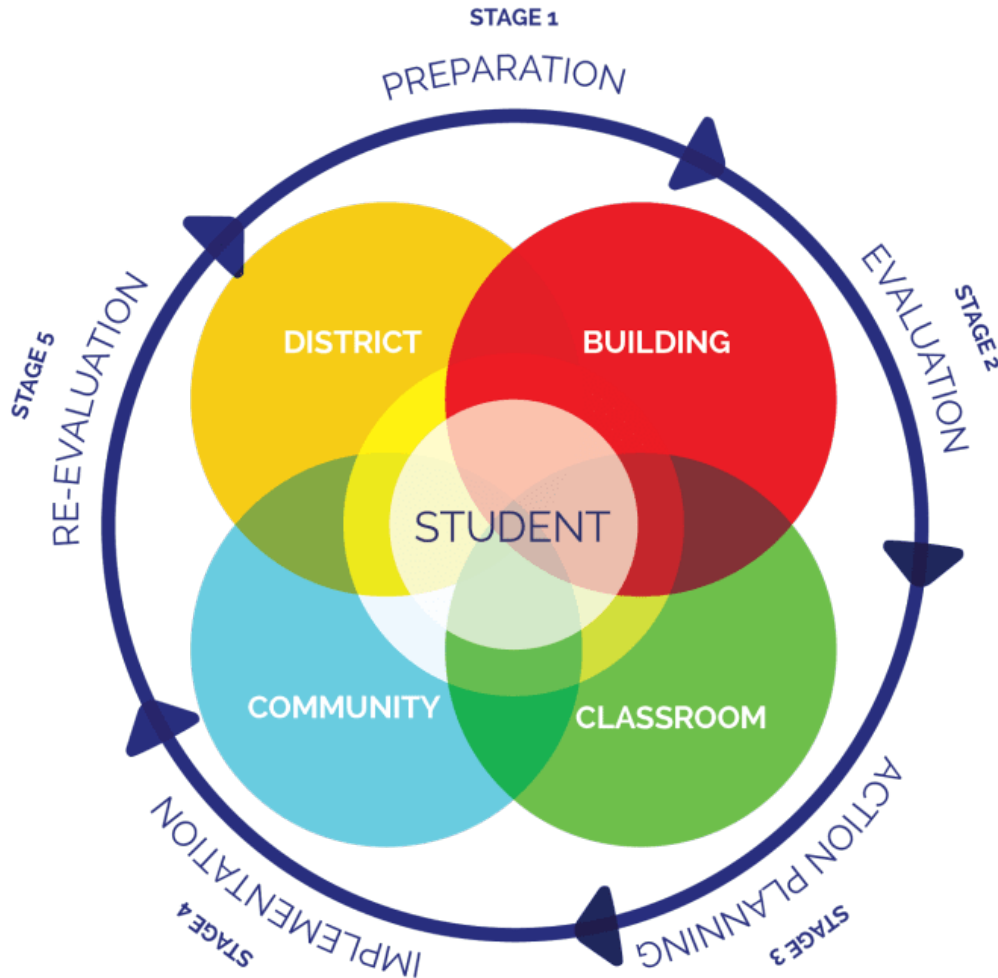 STAGE 1
PREPARATION
STAGE 2
EVALUATION
STAGE 3
ACTION PLANNING
STAGE 4
IMPLEMENTATION
STAGE 5
RE-EVALUATION
DISTRICT
BUILDING
STUDENT
COMMUNITY
CLASSROOM